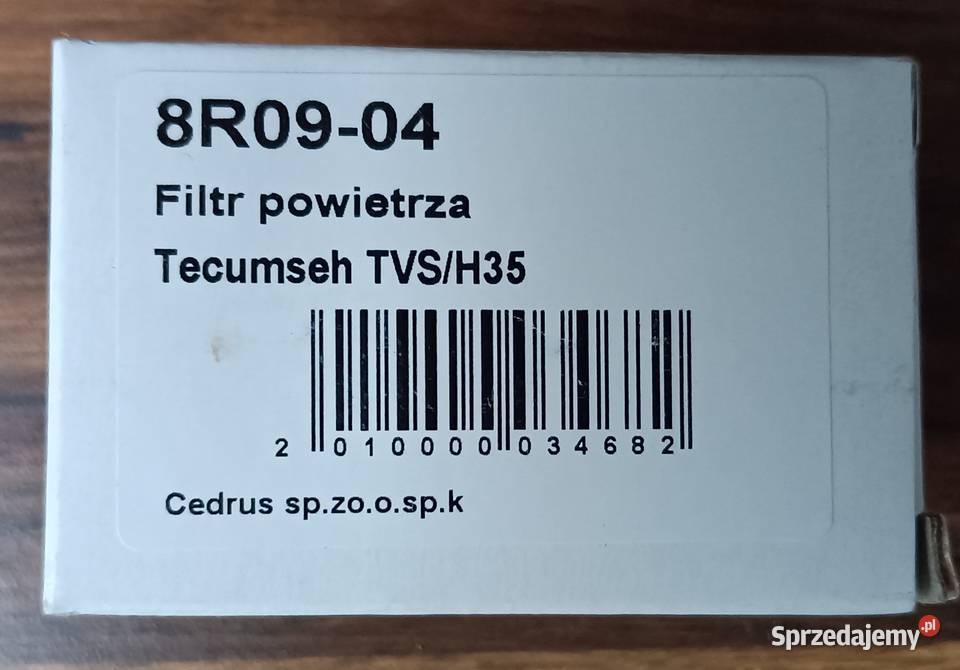 8R09-04
Filtr powietrza
Tecumseh TVS/H35
2 010000 034682
Cedrus sp.zo.o.sp.k
Sprzedajemy.pl